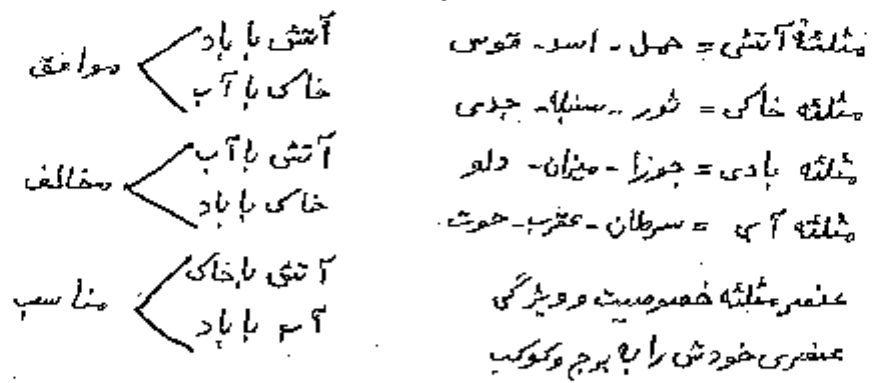 مثلثهٔ آتشی = حمل - اسد - قوس
مثلثه خاکی = ثور - سنبله - جدی
مثلثه بادی = جوزا - میزان - دلو
مثلثه آبی = سرطان - عقرب - حوت
عنصر مثلثه خصوصیت و ویژگی
عنصری خودش را به برج و کوکب
موافق
آتش با باد
خاک با آب
مخالف
آتش با آب
خاک با باد
مناسب
آتش با خاک
آب با باد